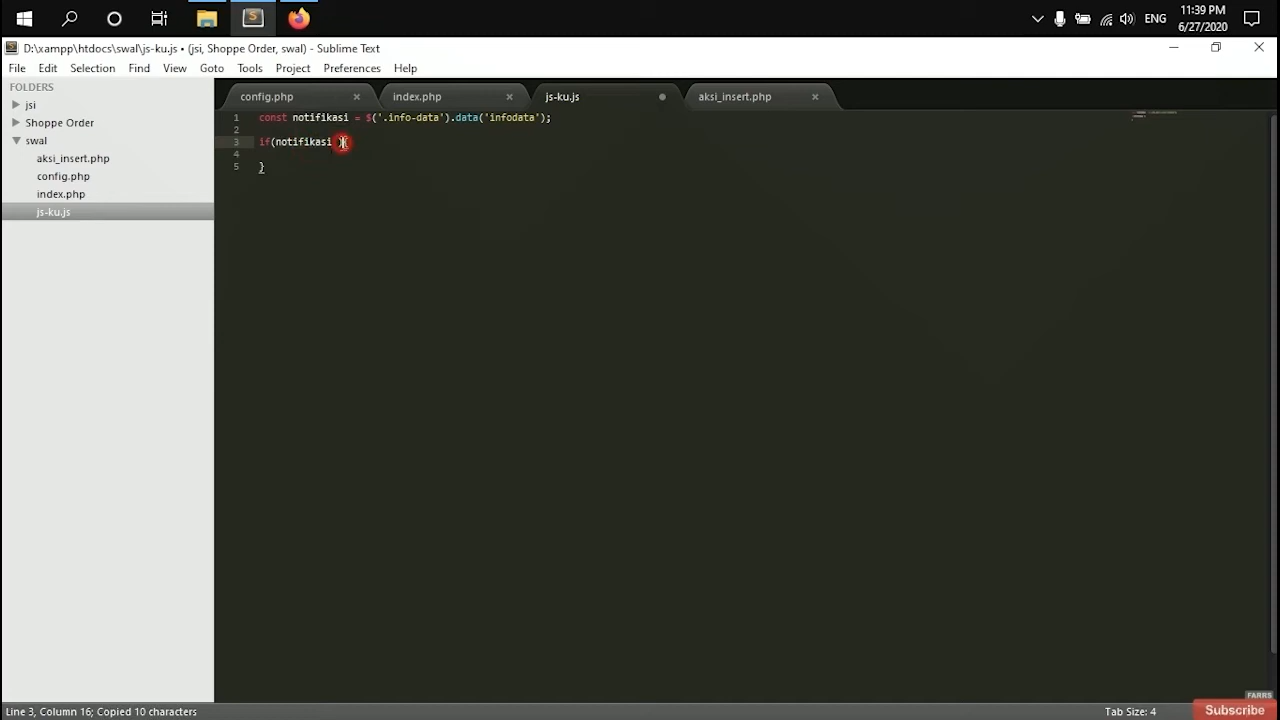 ENG
11:39 PM
6/27/2020
D:\xampp\htdocs\swal\js-ku.js • (jsi, Shoppe Order, swal) - Sublime Text
File Edit Selection Find View Goto Tools Project Preferences Help
FOLDERS
jsi
Shoppe Order
swal
aksi_insert.php
config.php
index.php
js-ku.js
config.php index.php js-ku.js aksi_insert.php
1 const notifikasi = $('.info-data').data('infodata');
2
3 if(notifikasi ){
4
5 }
FARRS
Subscribe
Line 3, Column 16; Copied 10 characters
Tab Size: 4